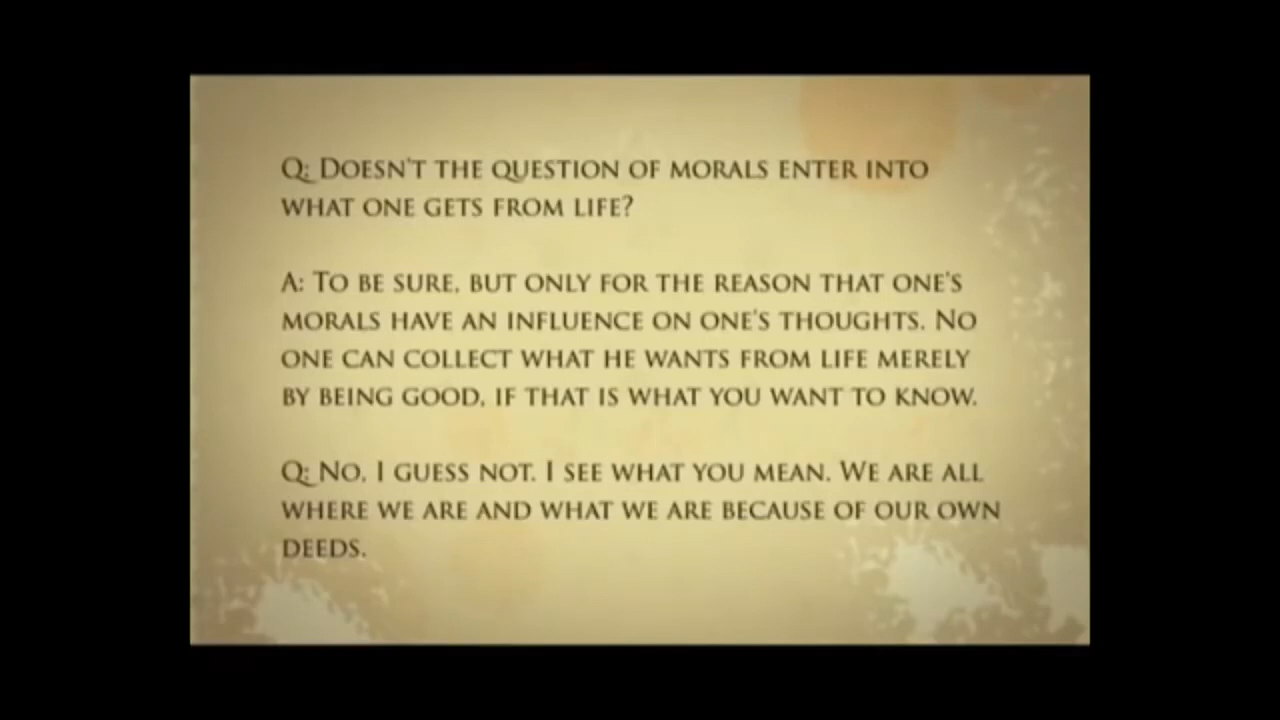 Q: Doesn't the question of morals enter into
what one gets from life?
A: To be sure, but only for the reason that one's
morals have an influence on one's thoughts. No
one can collect what he wants from life merely
by being good, if that is what you want to know.
Q: No, I guess not. I see what you mean. We are all
where we are and what we are because of our own
deeds.